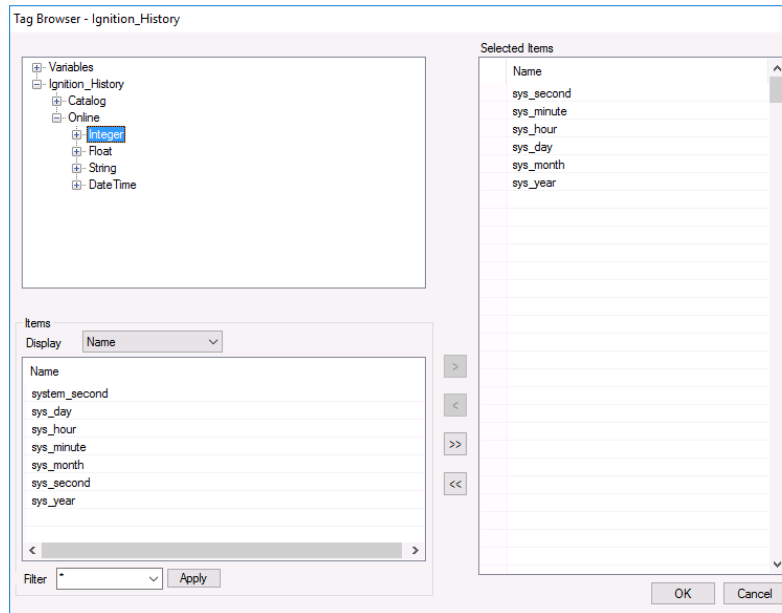 Tag Browser - Ignition_History
Variables
Ignition_History
Catalog
Online
Integer
Float
String
DateTime
Items
Display Name
Name
system_second
sys_day
sys_hour
sys_minute
sys_month
sys_second
sys_year
Filter * Apply
>
<
>>
<<
Selected Items
Name
sys_second
sys_minute
sys_hour
sys_day
sys_month
sys_year
OK Cancel